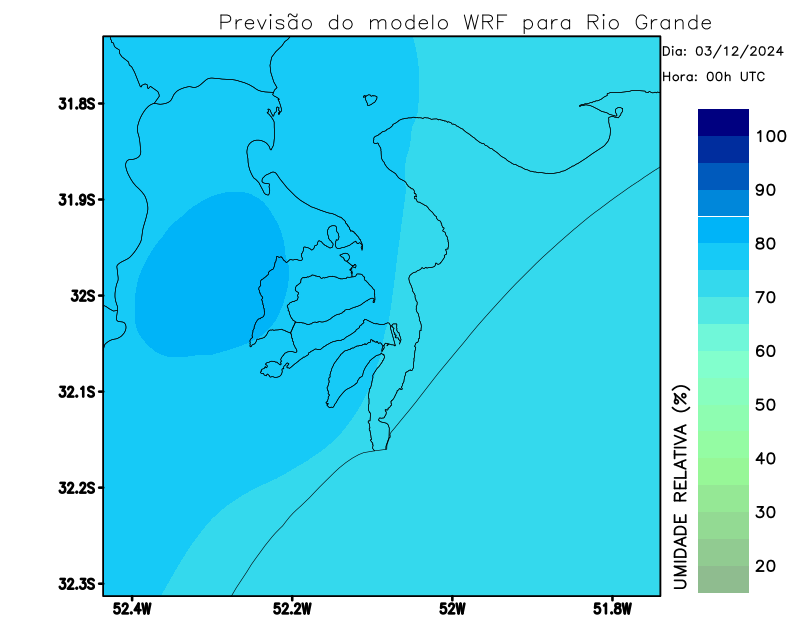 Previsão do modelo WRF para Rio Grande
Dia: 03/12/2024
Hora: 00h UTC
31.8S
31.9S
32S
32.1S
32.2S
32.3S
52.4W 52.2W 52W 51.8W
100
90
80
70
60
50
40
30
20
UMIDADE RELATIVA (%)